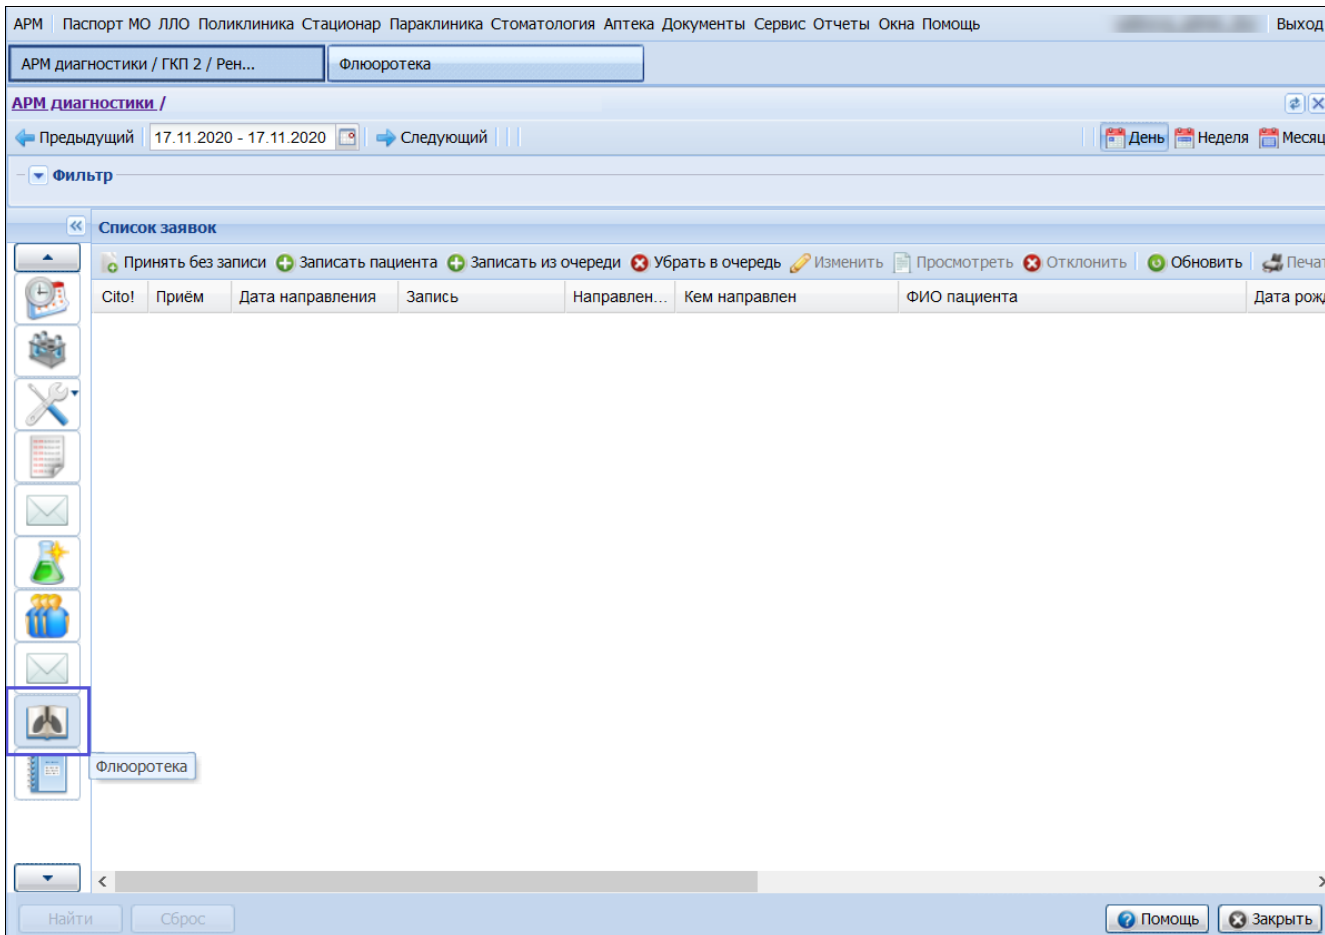 АРМ Паспорт МО ЛЛО Поликлиника Стационар Параклиника Стоматология Аптека Документы Сервис Отчеты Окна Помощь Выход
АРМ диагностики / ГКП 2 / Рен... Флюоротека
АРМ диагностики /
Предыдущий 17.11.2020 - 17.11.2020 Следующий День Неделя Месяц
Фильтр
Список заявок
Принять без записи Записать пациента Записать из очереди Убрать в очередь Изменить Просмотреть Отклонить Обновить Печат
Cito! Приём Дата направления Запись Направлен... Кем направлен ФИО пациента Дата рож
Флюоротека
Найти Сброс Помощь Закрыть